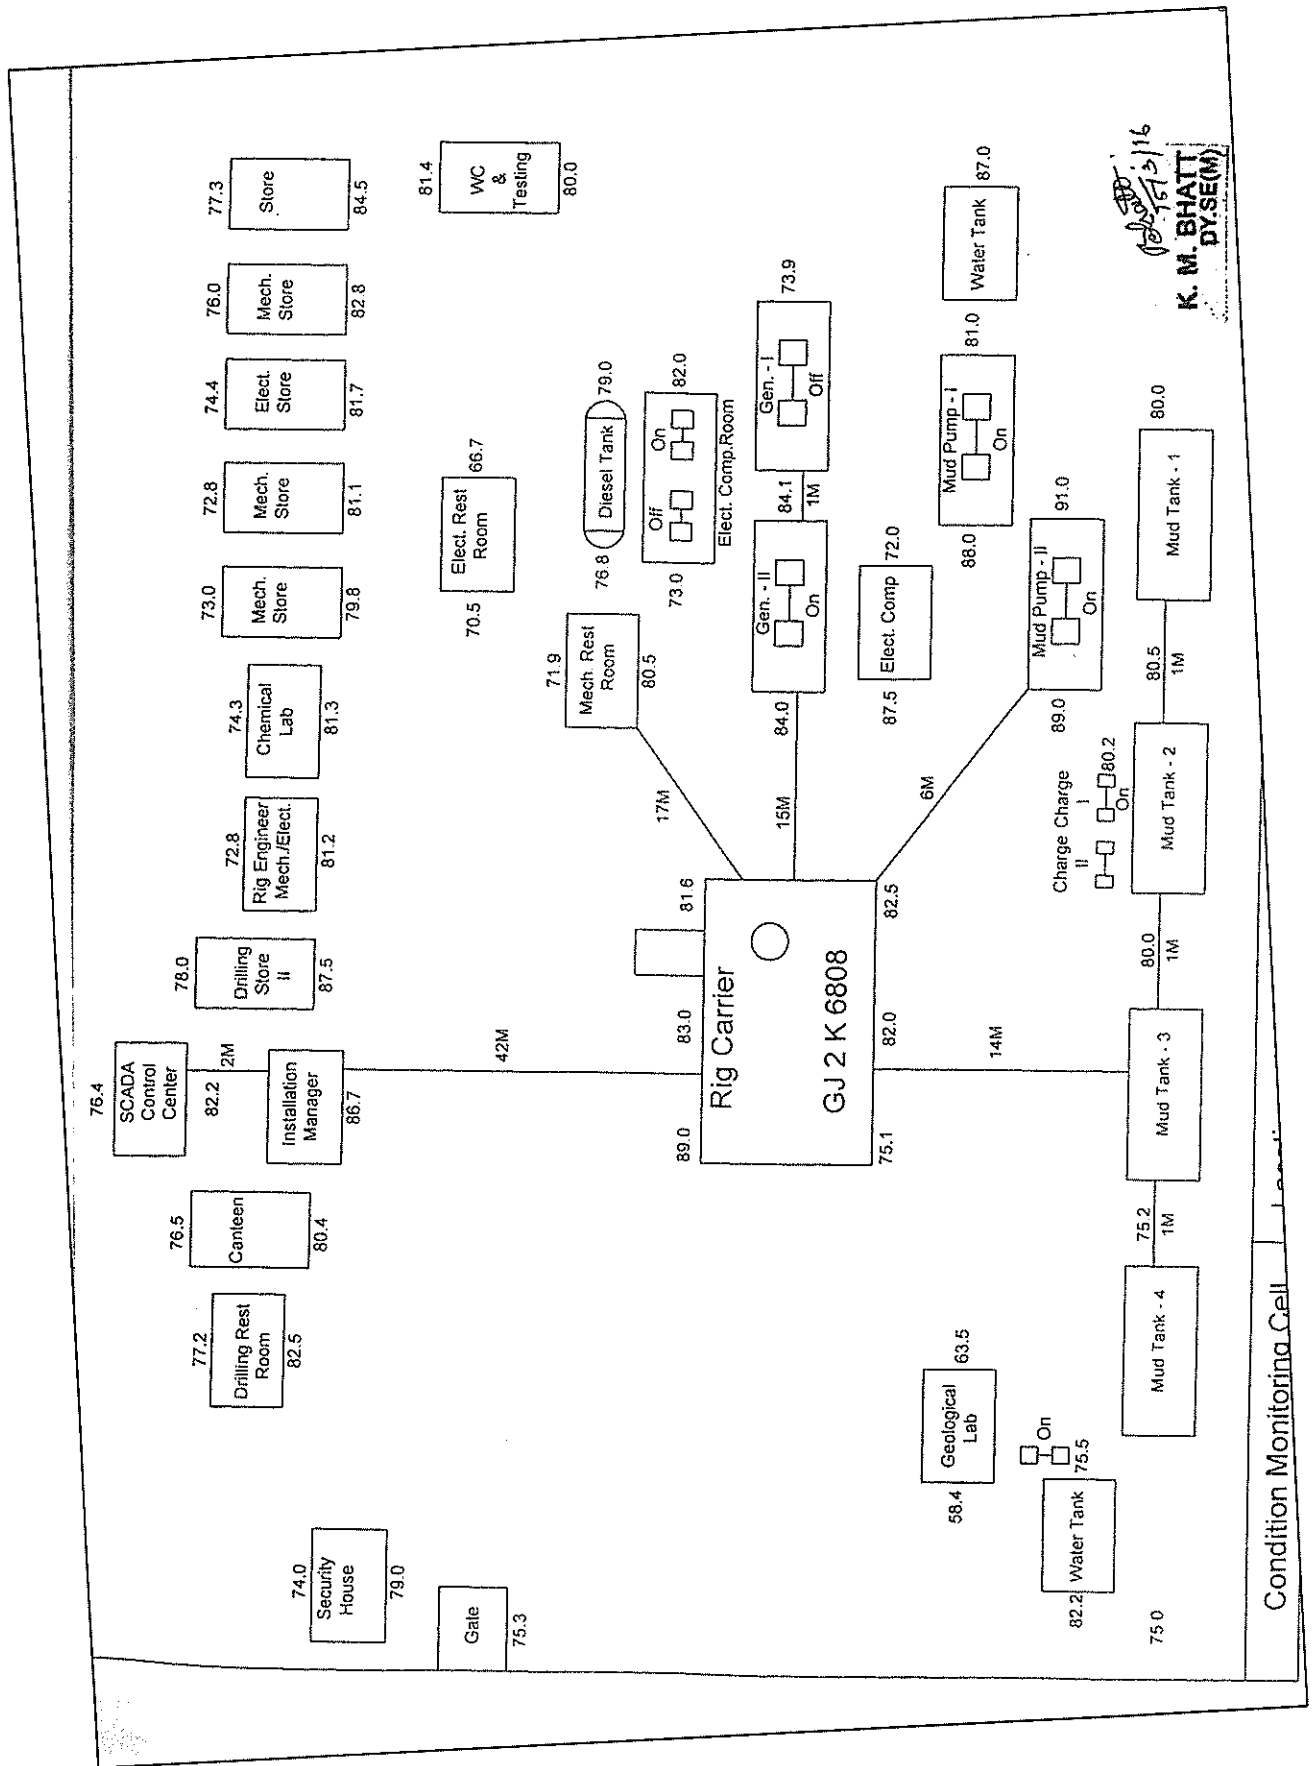 76.4
SCADA
Control
Center
82.2
2M
Installation
Manager
86.7
42M
77.2
Drilling Rest
Room
82.5
76.5
Canteen
80.4
78.0
Drilling
Store
II
87.5
72.8
Rig Engineer
Mech./Elect.
81.2
74.3
Chemical
Lab
81.3
73.0
Mech.
Store
79.8
72.8
Mech.
Store
81.1
74.4
Elect.
Store
81.7
76.0
Mech.
Store
82.8
77.3
Store
84.5
74.0
Security
House
79.0
Gate
75.3
81.4
WC
&
Testing
80.0
70.5
Elect. Rest
Room
66.7
71.9
Mech. Rest
Room
80.5
17M
76.8
Diesel Tank
79.0
73.0
Off
On
82.0
Elect. Comp.Room
89.0
83.0
81.6
Rig Carrier
GJ 2 K 6808
75.1
82.0
82.5
15M
84.0
Gen. - II
On
84.1
1M
Gen. - I
Off
73.9
87.5
Elect. Comp
72.0
88.0
Mud Pump - I
On
81.0
Water Tank
87.0
6M
89.0
Mud Pump - II
On
91.0
14M
58.4
Geological
Lab
63.5
On
75.5
82.2
Water Tank
75.0
Charge Charge
II
I
80.2
On
Mud Tank - 4
75.2
1M
Mud Tank - 3
80.0
1M
Mud Tank - 2
80.5
1M
Mud Tank - 1
80.0
K. M. BHATT
DY.SE(M)
Condition Monitoring Cell